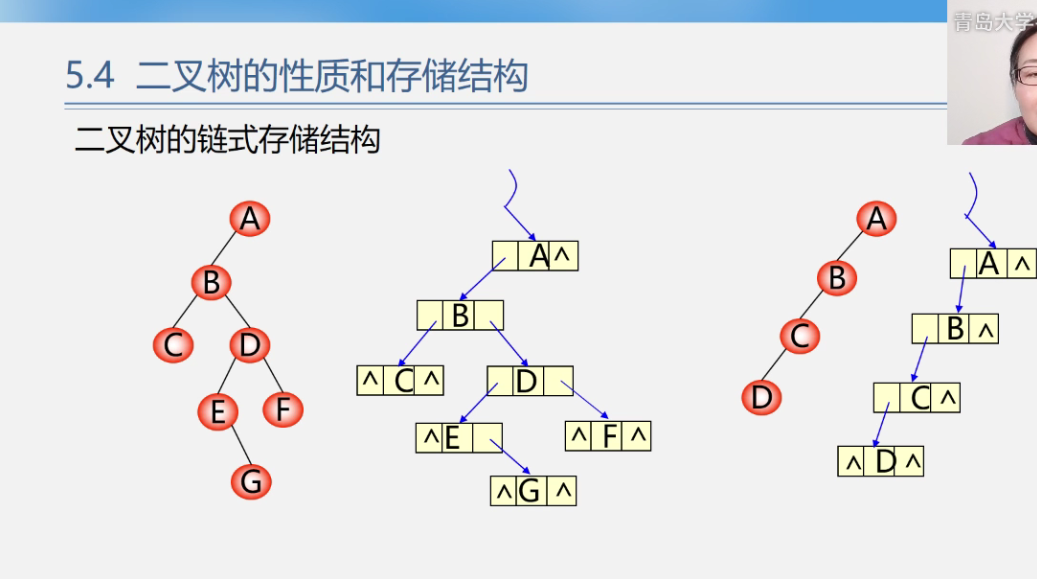 青岛大学
5.4 二叉树的性质和存储结构
二叉树的链式存储结构
A
B
C D
E F
G
A ^
B
^ C ^
D
^ E
^ F ^
^ G ^
A
B
C
D
A ^
B ^
C ^
^ D ^